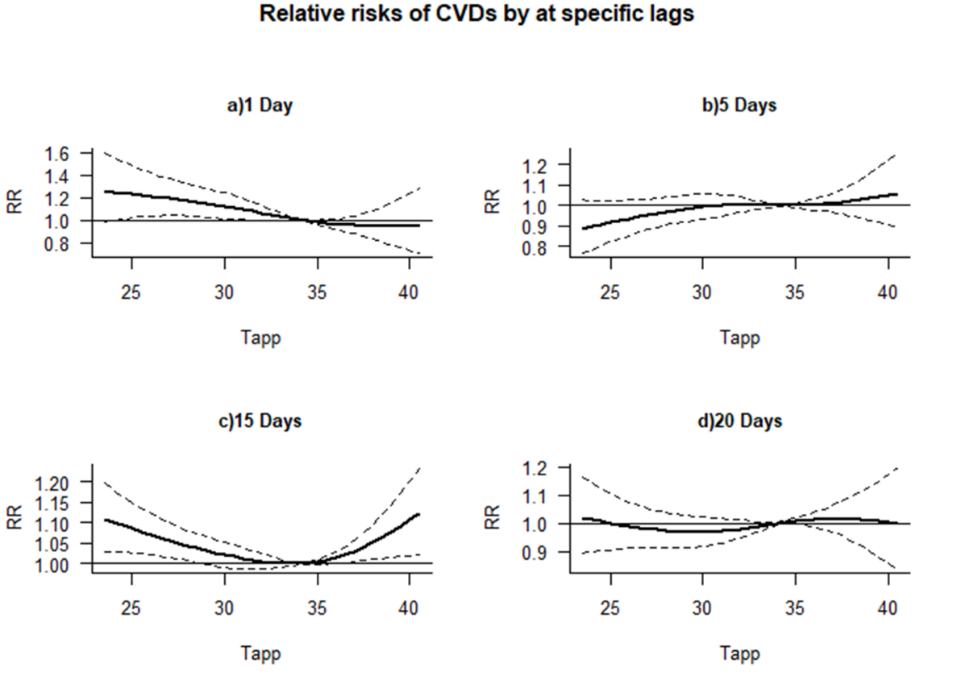 Relative risks of CVDs by at specific lags
a)1 Day
RR
1.6
1.4
1.2
1.0
0.8
25 30 35 40
Tapp
b)5 Days
RR
1.2
1.1
1.0
0.9
0.8
25 30 35 40
Tapp
c)15 Days
RR
1.20
1.15
1.10
1.05
1.00
25 30 35 40
Tapp
d)20 Days
RR
1.2
1.1
1.0
0.9
25 30 35 40
Tapp